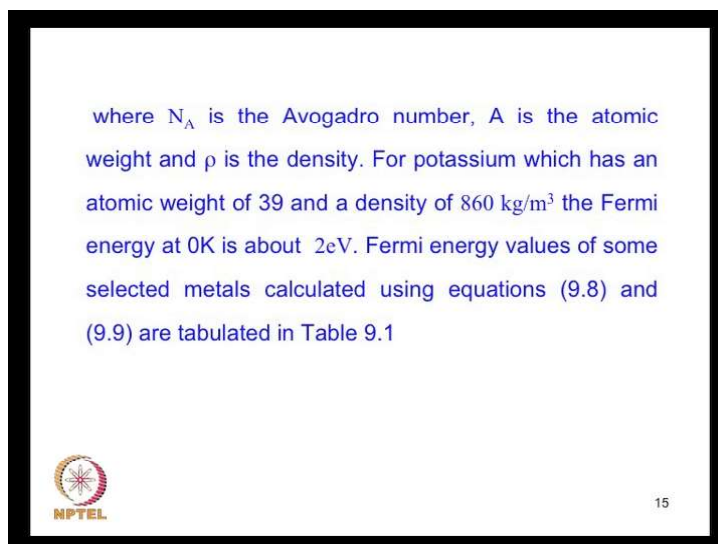 where N_A is the Avogadro number, A is the atomic
weight and ρ is the density. For potassium which has an
atomic weight of 39 and a density of 860 kg/m³ the Fermi
energy at 0K is about 2eV. Fermi energy values of some
selected metals calculated using equations (9.8) and
(9.9) are tabulated in Table 9.1
NPTEL
15